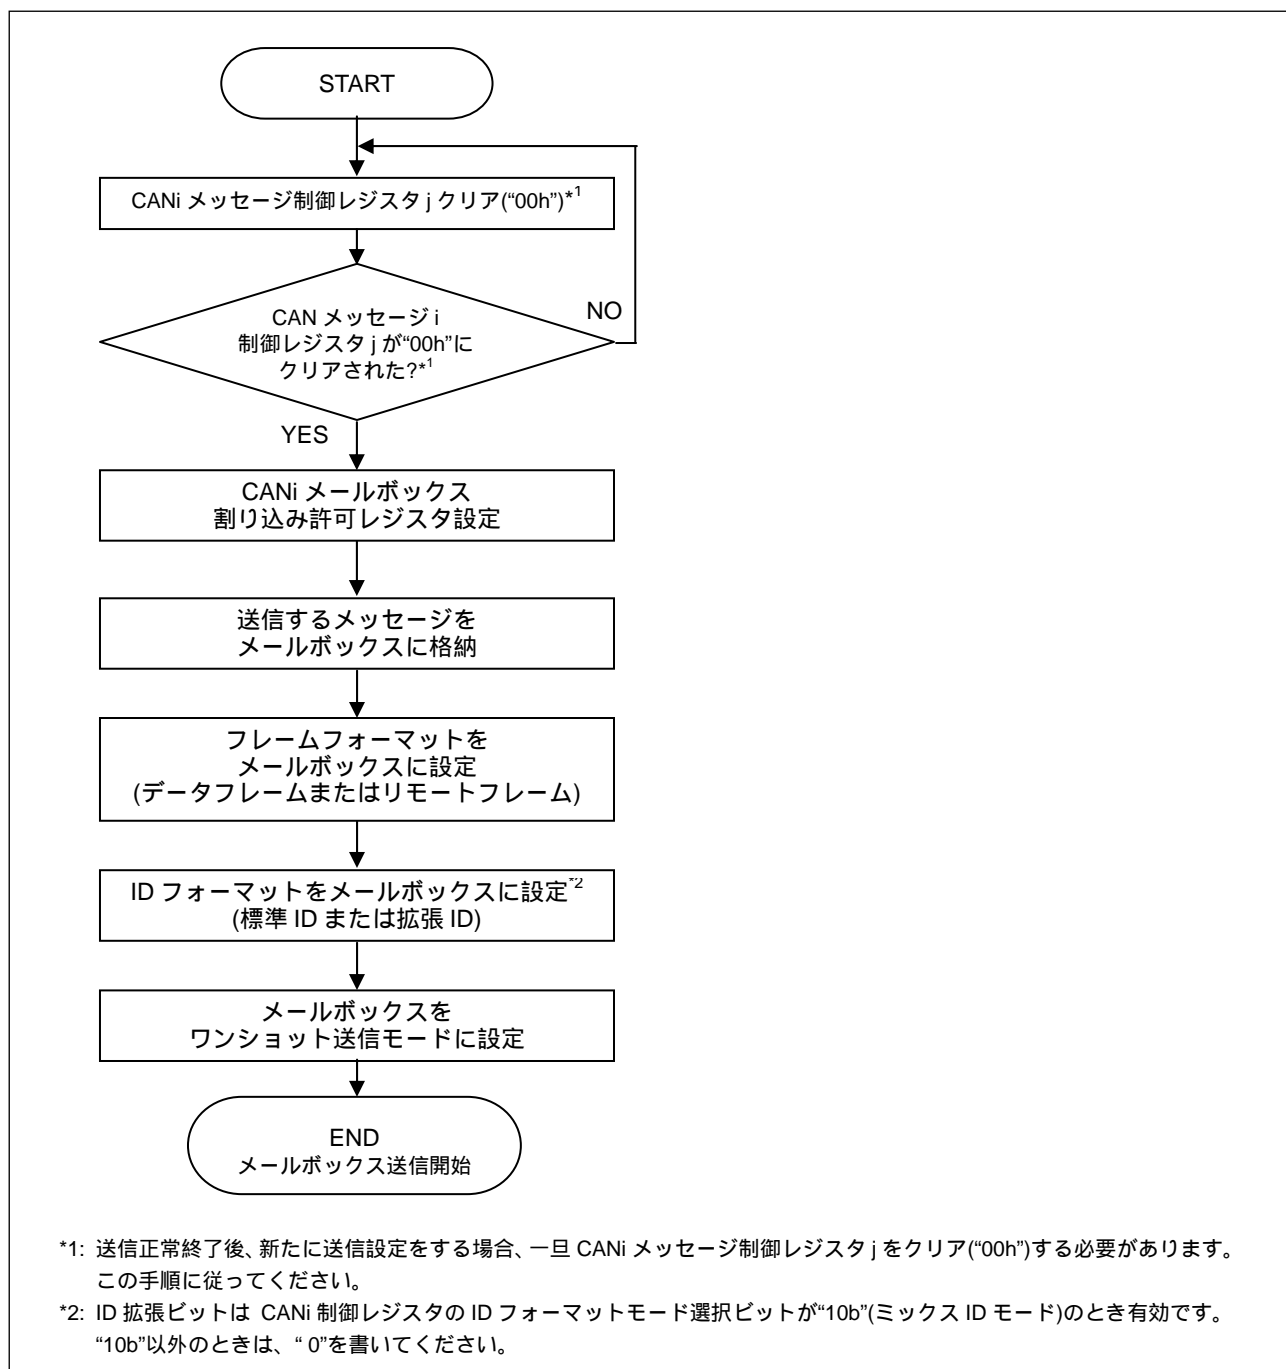 START
CANi メッセージ制御レジスタ j クリア(“00h”)*1
CAN メッセージ i
制御レジスタ j が“00h”に
クリアされた?*1
NO
YES
CANi メールボックス
割り込み許可レジスタ設定
送信するメッセージを
メールボックスに格納
フレームフォーマットを
メールボックスに設定
(データフレームまたはリモートフレーム)
ID フォーマットをメールボックスに設定*2
(標準 ID または拡張 ID)
メールボックスを
ワンショット送信モードに設定
END
メールボックス送信開始
*1: 送信正常終了後、新たに送信設定をする場合、一旦 CANi メッセージ制御レジスタ j をクリア(“00h”)する必要があります。
この手順に従ってください。
*2: ID 拡張ビットは CANi 制御レジスタの ID フォーマットモード選択ビットが“10b”(ミックス ID モード)のとき有効です。
“10b”以外のときは、“ 0”を書いてください。